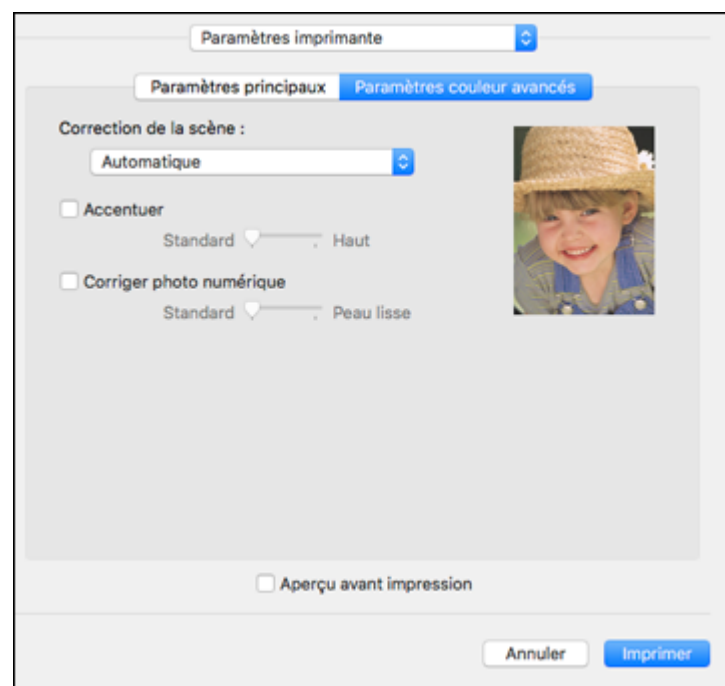 Paramètres imprimante
Paramètres principaux Paramètres couleur avancés
Correction de la scène :
Automatique
Accentuer
Standard Haut
Corriger photo numérique
Standard Peau lisse
Aperçu avant impression
Annuler Imprimer